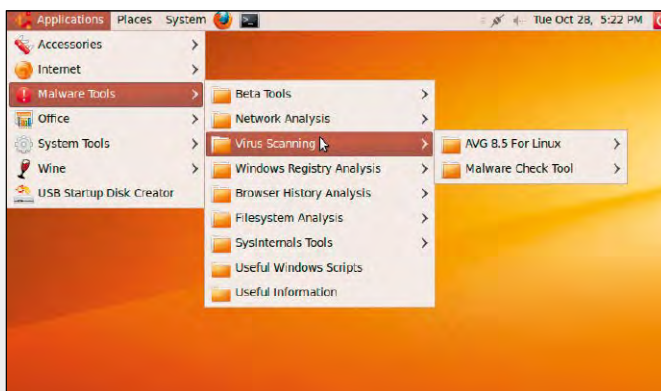 Applications Places System Tue Oct 28, 5:22 PM
Accessories
Internet
Malware Tools
Office
System Tools
Wine
USB Startup Disk Creator
Beta Tools
Network Analysis
Virus Scanning
Windows Registry Analysis
Browser History Analysis
Filesystem Analysis
SysInternals Tools
Useful Windows Scripts
Useful Information
AVG 8.5 For Linux
Malware Check Tool